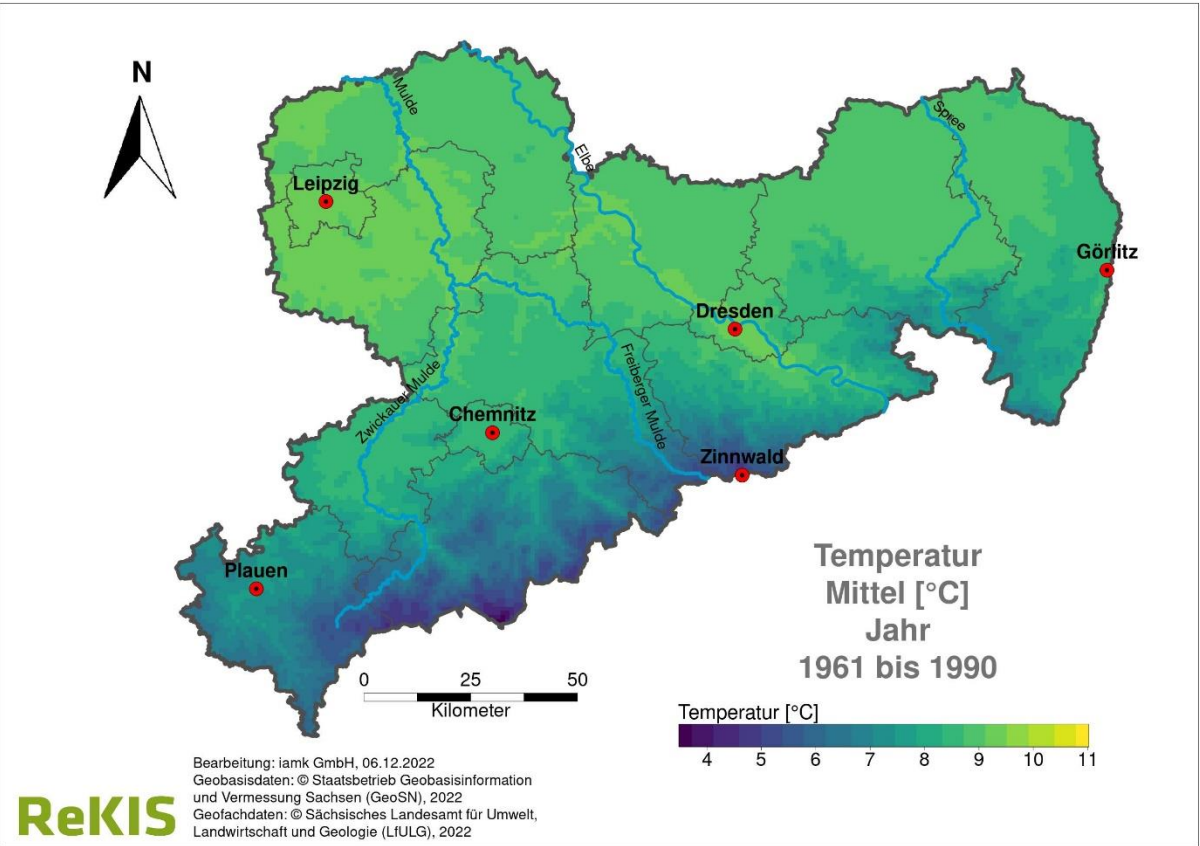 N
Mulde
Elbe
Spree
Leipzig
Görlitz
Dresden
Zwickauer Mulde
Freiberger Mulde
Chemnitz
Zinnwald
Plauen
Temperatur
Mittel [°C]
Jahr
1961 bis 1990
0 25 50
Kilometer
Temperatur [°C]
4 5 6 7 8 9 10 11
Bearbeitung: iamk GmbH, 06.12.2022
Geobasisdaten: © Staatsbetrieb Geobasisinformation
und Vermessung Sachsen (GeoSN), 2022
Geofachdaten: © Sächsisches Landesamt für Umwelt,
Landwirtschaft und Geologie (LfULG), 2022
ReKIS